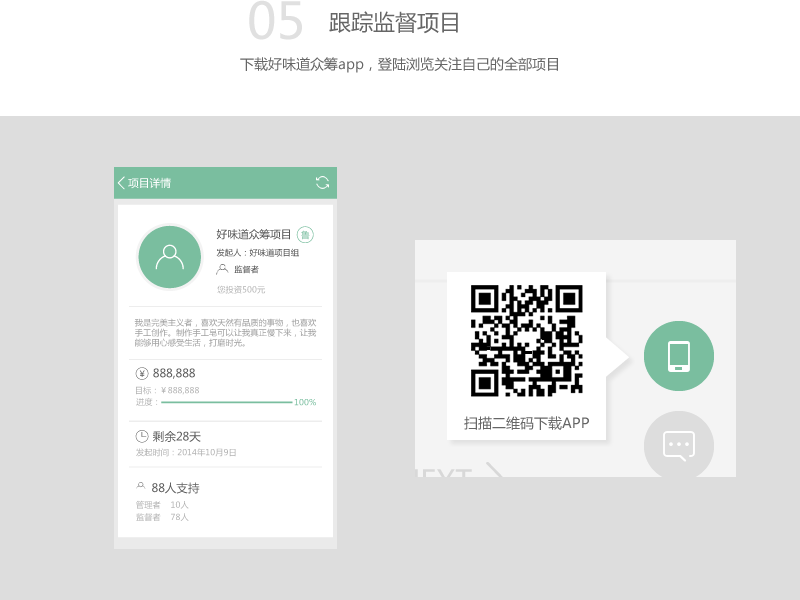 05 跟踪监督项目
下载好味道众筹app，登陆浏览关注自己的全部项目
项目详情
好味道众筹项目 鲁
发起人：好味道项目组
监督者
您投资500元
我是完美主义者，喜欢天然有品质的事物，也喜欢
手工创作。制作手工皂可以让我真正慢下来，让我
能够用心感受生活，打磨时光。
¥ 888,888
目标：￥888,888
进度： 100%
剩余28天
发起时间：2014年10月9日
88人支持
管理者 10人
监督者 78人
扫描二维码下载APP
NEXT